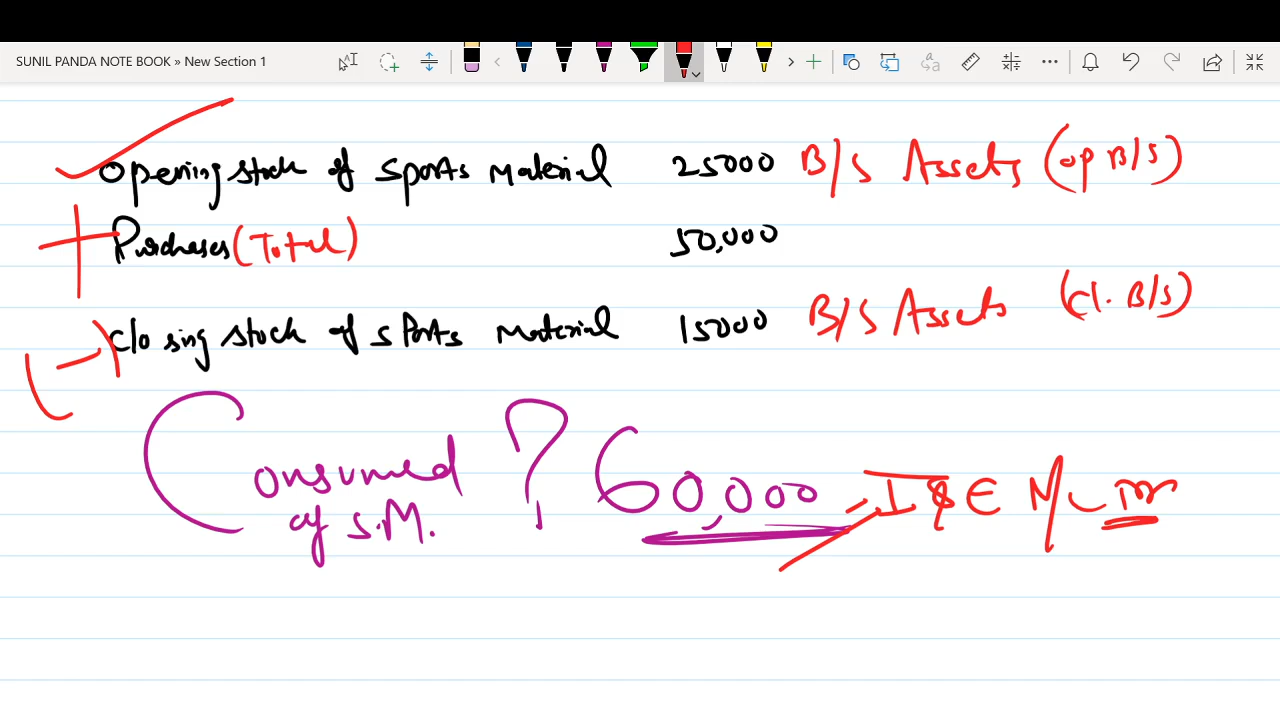 SUNIL PANDA NOTE BOOK » New Section 1
Opening stock of sports material 25000 B/S Assets (op B/S)
+ Purchases (Total) 50,000
(-) closing stock of sports material 15000 B/S Assets (cl. B/S)
Consumed ? 60,000 I & E A/c Dr
of S.M.